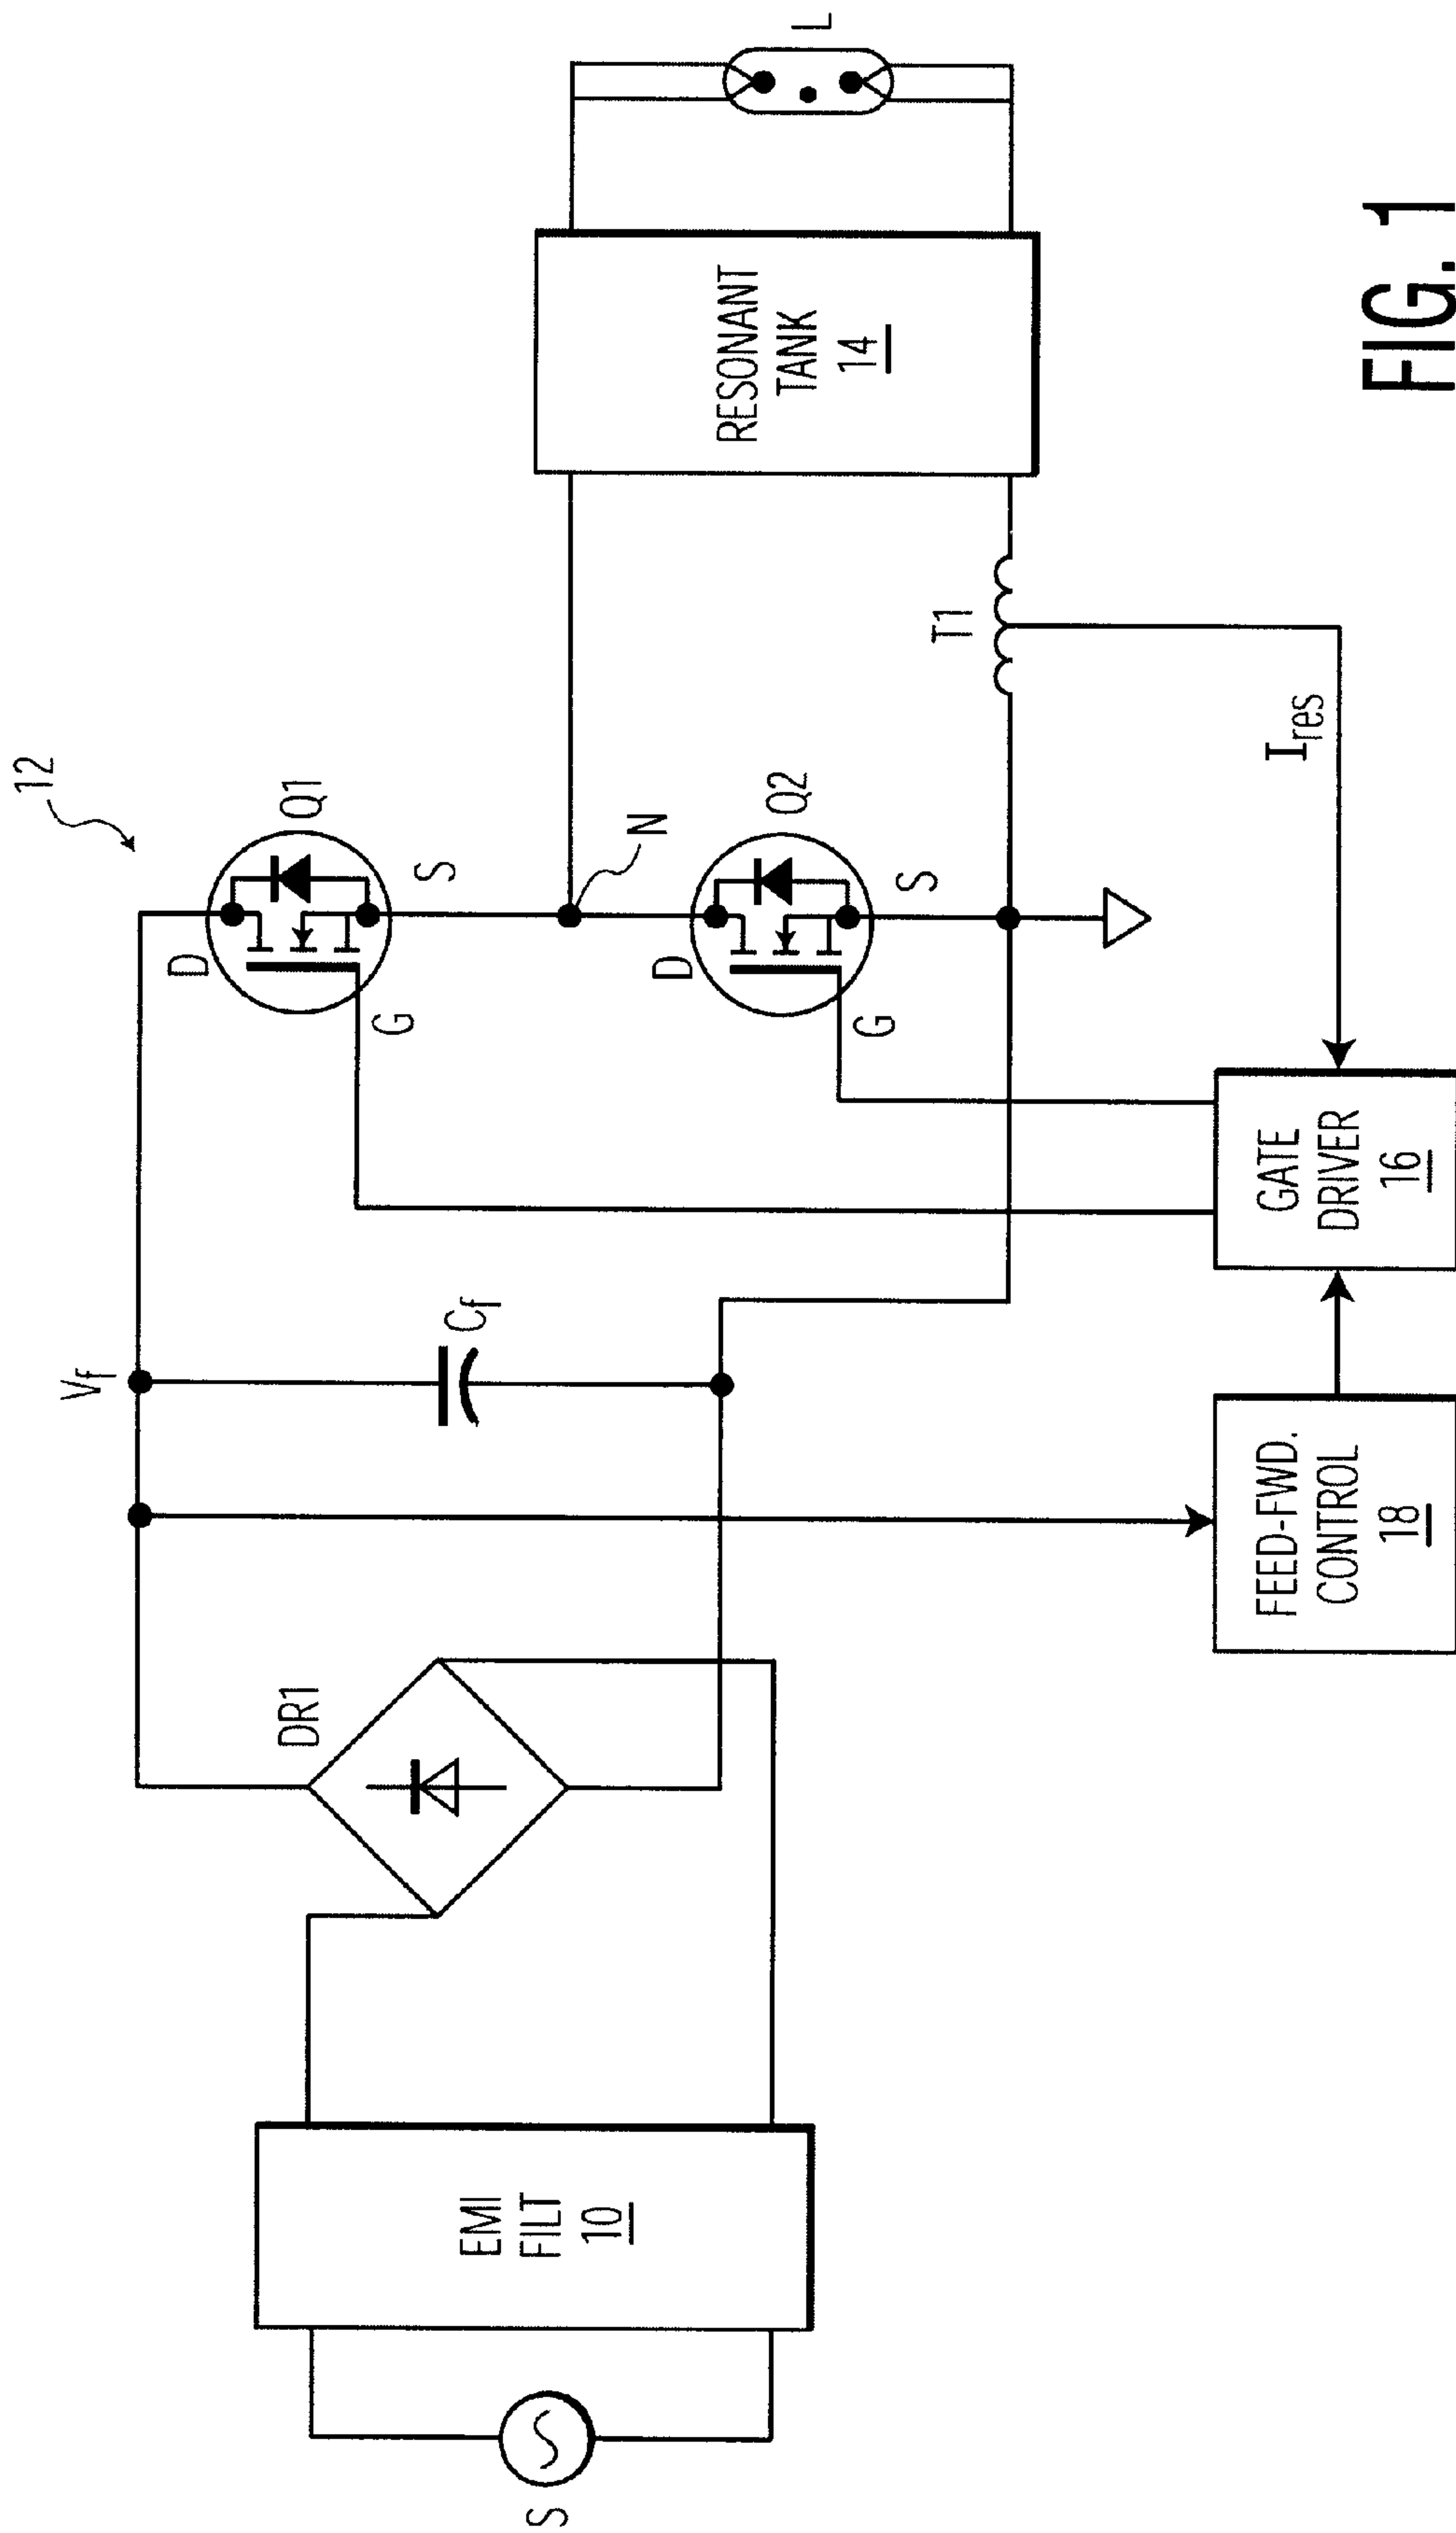 S
EMI
FILT
10
DR1
Vf
Cf
12
D
Q1
S
G
N
D
Q2
S
G
T1
Ires
RESONANT
TANK
14
L
FEED-FWD.
CONTROL
18
GATE
DRIVER
16
FIG. 1